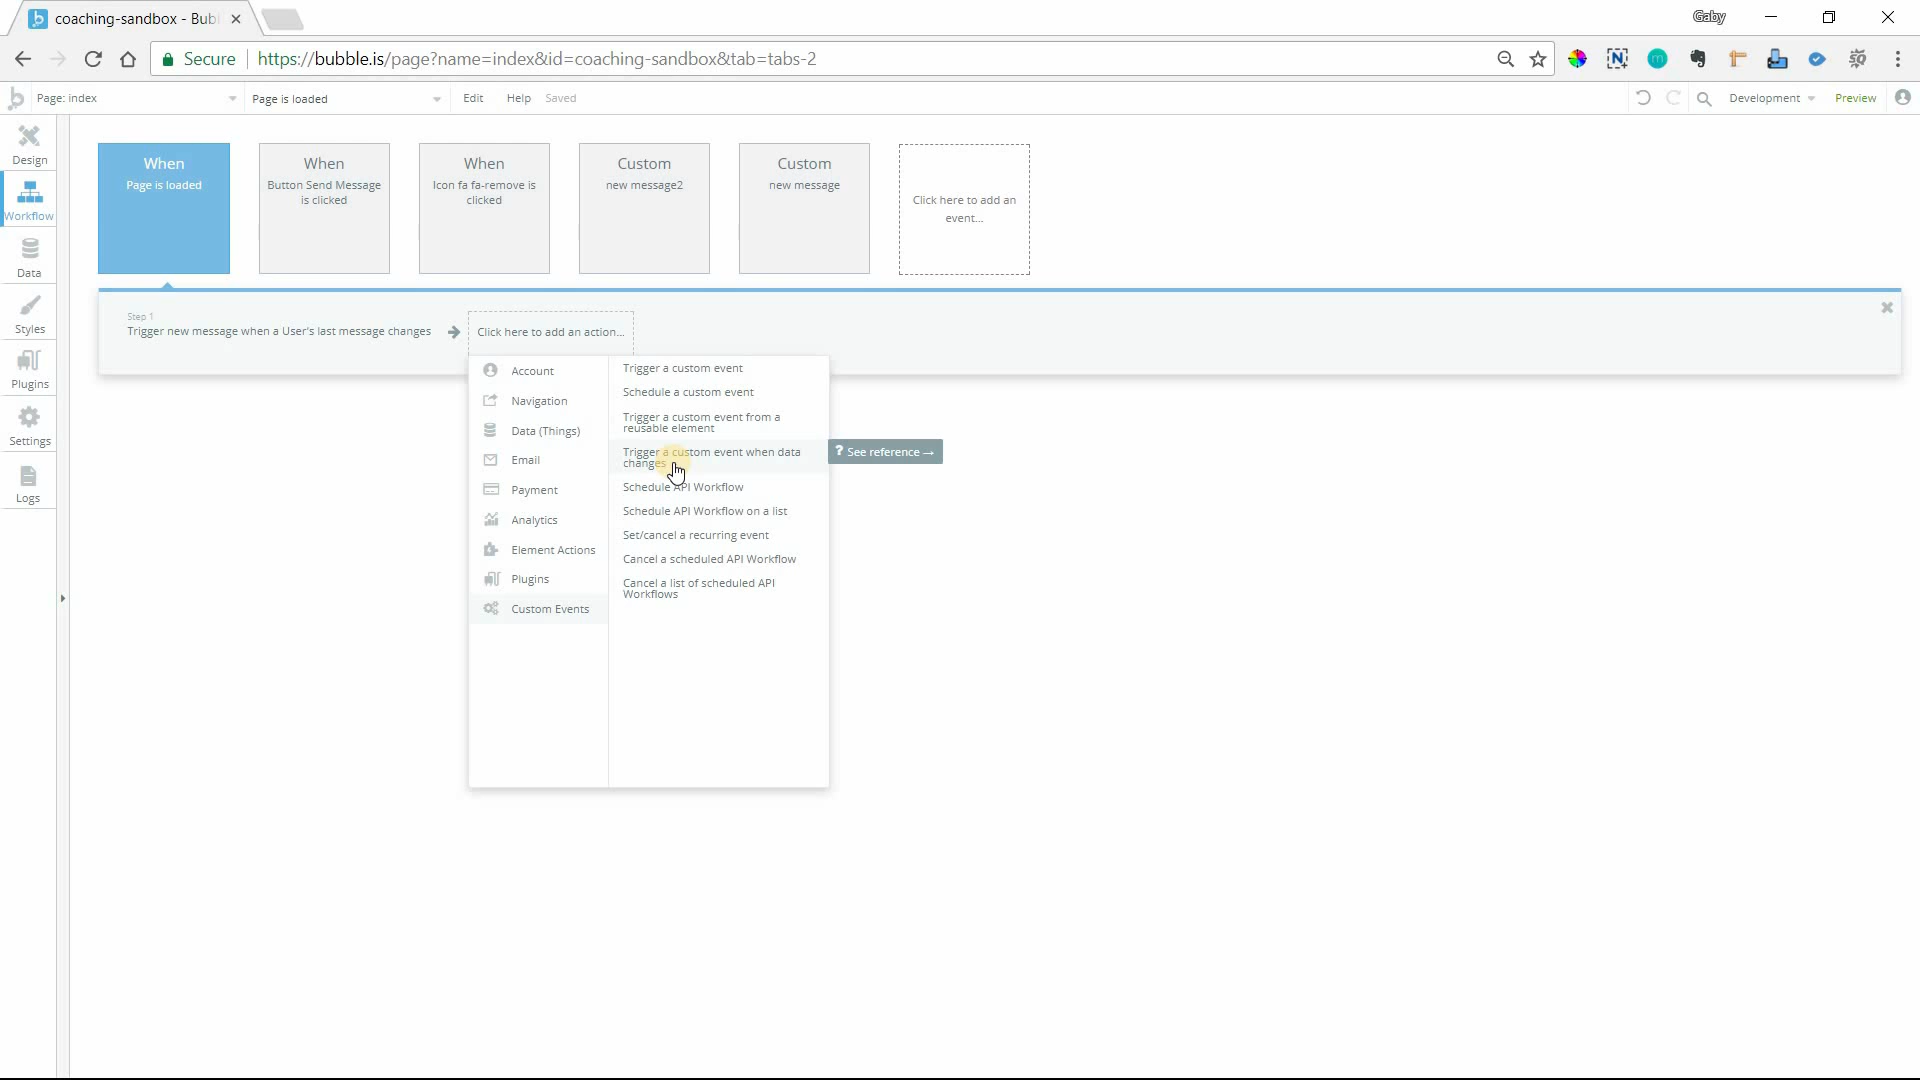 coaching-sandbox - Bub
Gaby
Secure
https://bubble.is/page?name=index&id=coaching-sandbox&tab=tabs-2
Page: index
Page is loaded
Edit
Help
Saved
Development
Preview
Design
Workflow
Data
Styles
Plugins
Settings
Logs
When
Page is loaded
When
Button Send Message
is clicked
When
Icon fa fa-remove is
clicked
Custom
new message2
Custom
new message
Click here to add an
event...
Step 1
Trigger new message when a User's last message changes
Click here to add an action...
Account
Navigation
Data (Things)
Email
Payment
Analytics
Element Actions
Plugins
Custom Events
Trigger a custom event
Schedule a custom event
Trigger a custom event from a
reusable element
Trigger a custom event when data
changes
Schedule API Workflow
Schedule API Workflow on a list
Set/cancel a recurring event
Cancel a scheduled API Workflow
Cancel a list of scheduled API
Workflows
? See reference →